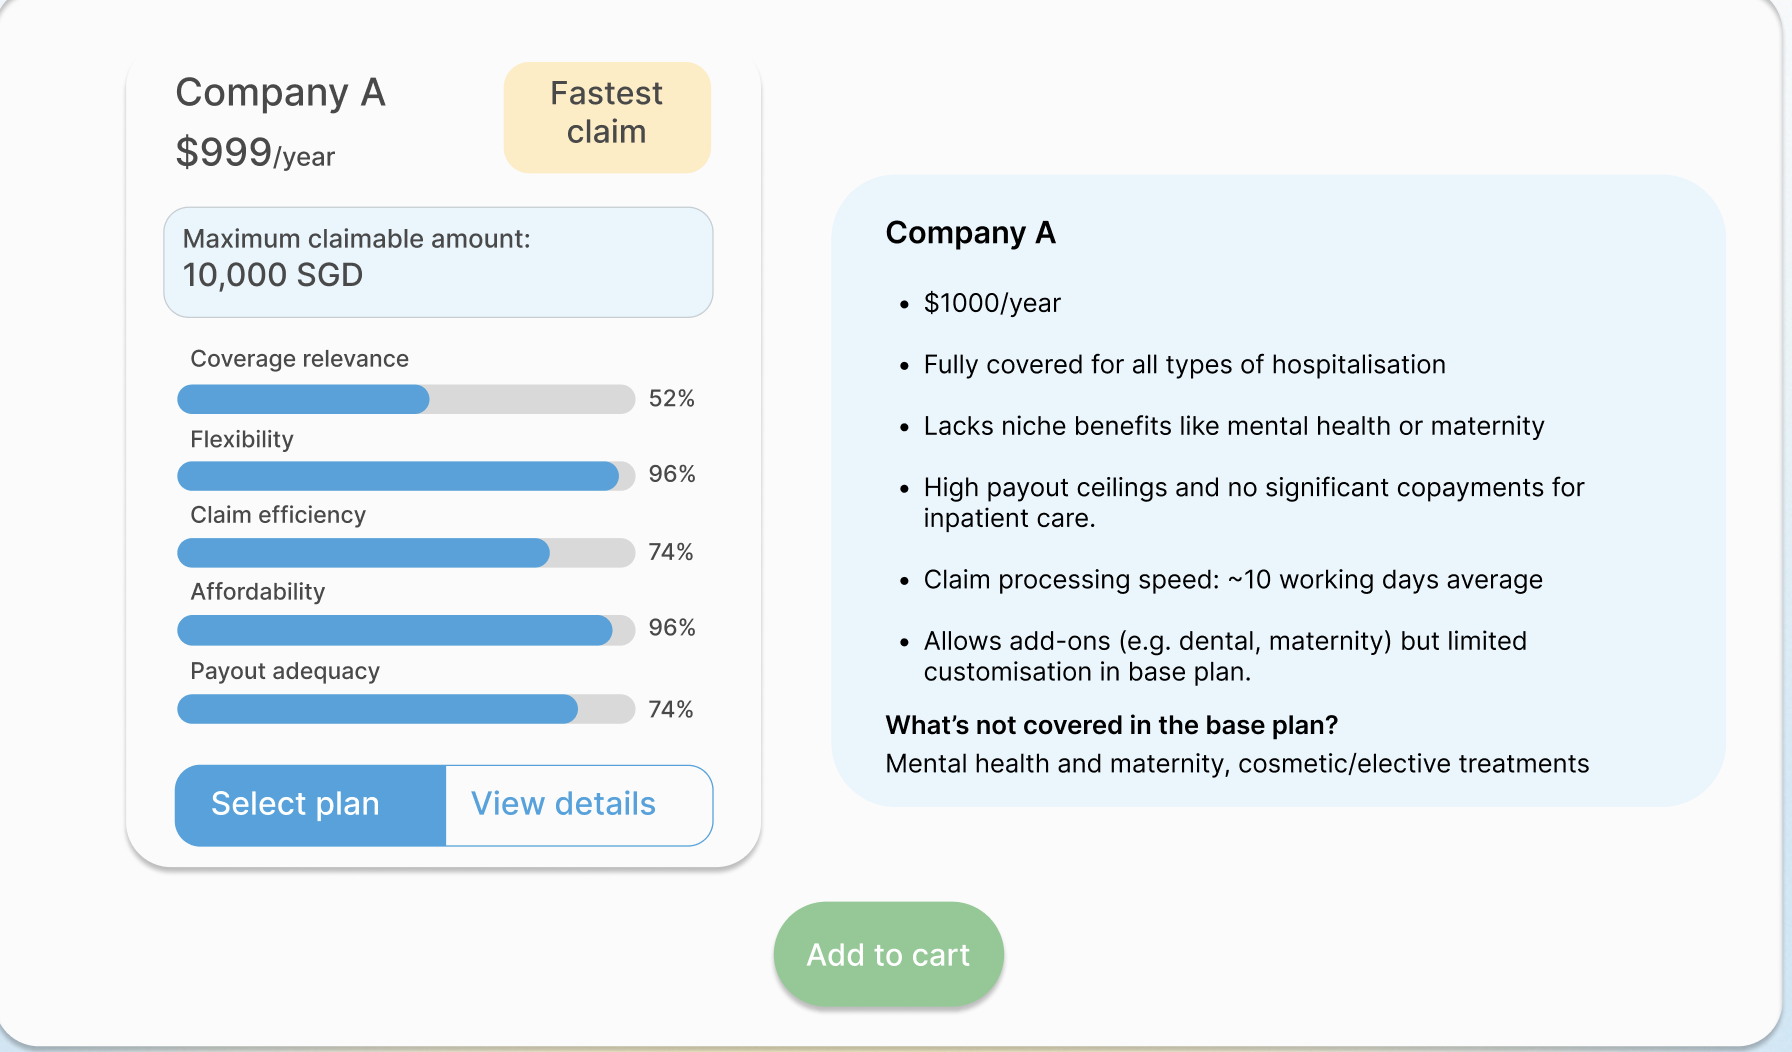 Company A
$999/year
Fastest
claim
Maximum claimable amount:
10,000 SGD
Coverage relevance
52%
Flexibility
96%
Claim efficiency
74%
Affordability
96%
Payout adequacy
74%
Select plan
View details
Company A
• $1000/year
• Fully covered for all types of hospitalisation
• Lacks niche benefits like mental health or maternity
• High payout ceilings and no significant copayments for
inpatient care.
• Claim processing speed: ~10 working days average
• Allows add-ons (e.g. dental, maternity) but limited
customisation in base plan.
What’s not covered in the base plan?
Mental health and maternity, cosmetic/elective treatments
Add to cart